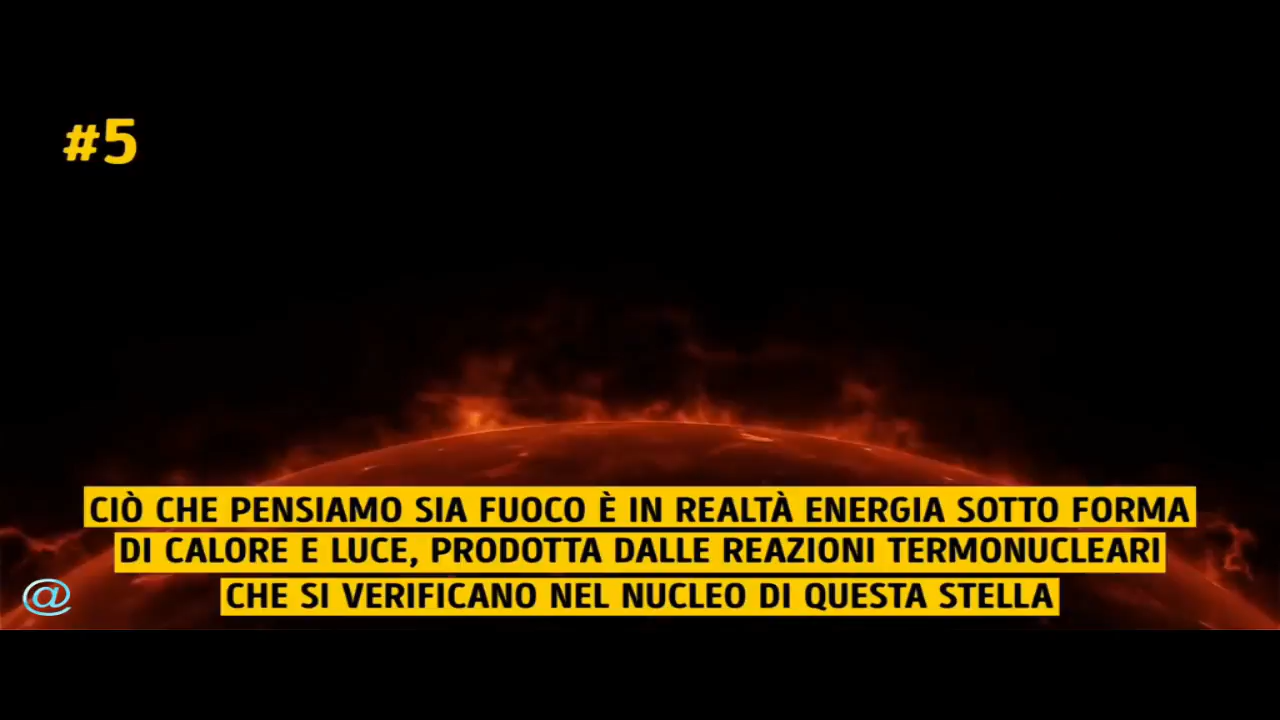 #5
CIÒ CHE PENSIAMO SIA FUOCO È IN REALTÀ ENERGIA SOTTO FORMA
DI CALORE E LUCE, PRODOTTA DALLE REAZIONI TERMONUCLEARI
CHE SI VERIFICANO NEL NUCLEO DI QUESTA STELLA
@